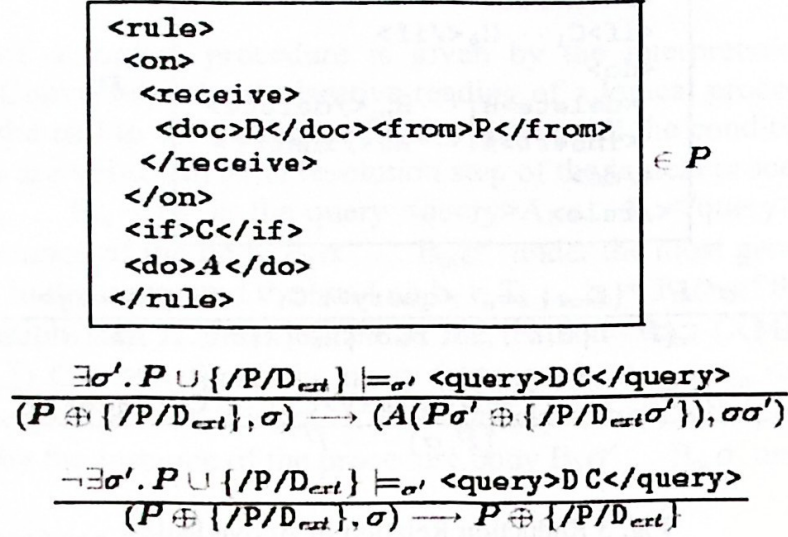 <rule>
<on>
<receive>
<doc>D</doc><from>P</from>
</receive>
</on>
<if>C</if>
<do>A</do>
</rule>
∈ P
∃σ′. P ∪ {/P/D_ext} ⊨_σ′ <query>D C</query>
(P ⊕ {/P/D_ext}, σ) ⟶ (A(Pσ′ ⊕ {/P/D_extσ′}), σσ′)
¬∃σ′. P ∪ {/P/D_ext} ⊨_σ′ <query>D C</query>
(P ⊕ {/P/D_ext}, σ) ⟶ P ⊕ {/P/D_ext}